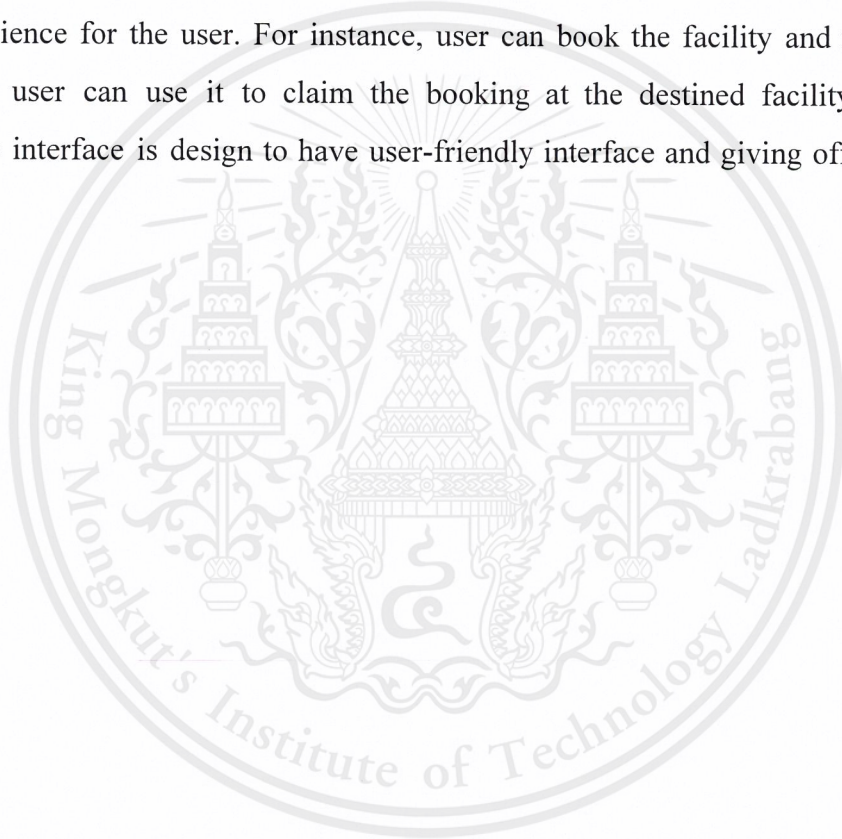 ience for the user. For instance, user can book the facility and
user can use it to claim the booking at the destined facility
interface is design to have user-friendly interface and giving of
King Mongkut's Institute of Technology Ladkrabang